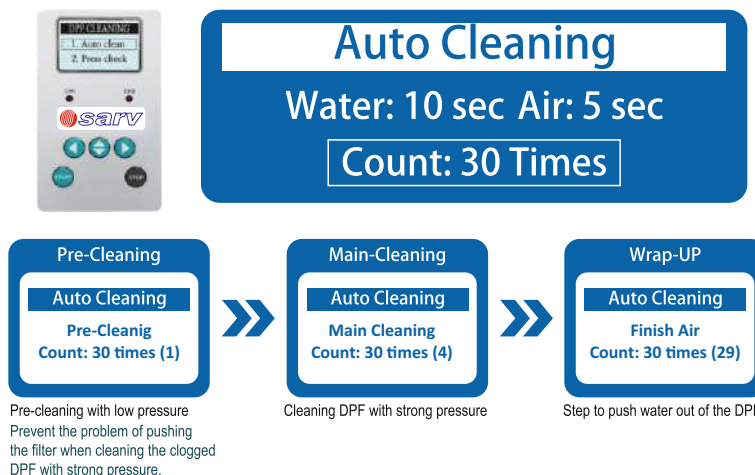 DPF CLEANING
1. Auto clean
2. Press check
sarv
START
STOP
Auto Cleaning
Water: 10 sec Air: 5 sec
Count: 30 Times
Pre-Cleaning
Auto Cleaning
Pre-Cleanig
Count: 30 times (1)
Pre-cleaning with low pressure
Prevent the problem of pushing
the filter when cleaning the clogged
DPF with strong pressure.
Main-Cleaning
Auto Cleaning
Main Cleaning
Count: 30 times (4)
Cleaning DPF with strong pressure
Wrap-UP
Auto Cleaning
Finish Air
Count: 30 times (29)
Step to push water out of the DPF